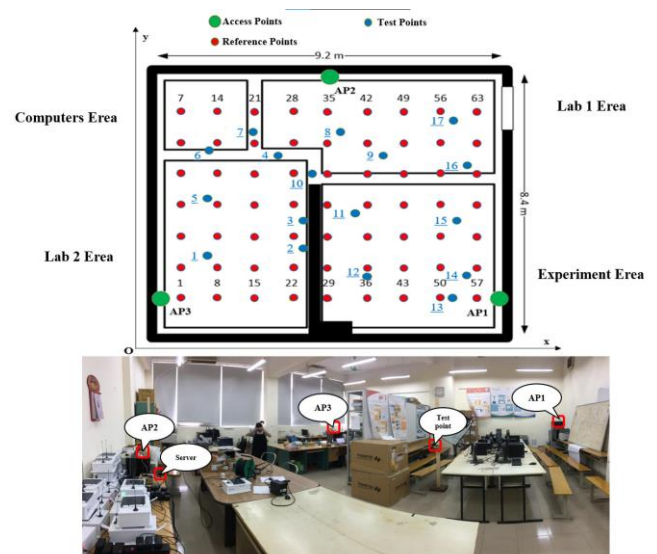 Access Points
Test Points
Reference Points
y
9.2 m
AP2
7 14 21 28 35 42 49 56 63
Lab 1 Erea
Computers Erea
17
7
8
6
4
9
16
10
5
11
3
15
8.4 m
2
1
Lab 2 Erea
12
14
Experiment Erea
1 8 15 22 29 36 43 50 57
13
AP3
AP1
O
x
AP3
AP1
Test
point
AP2
Server